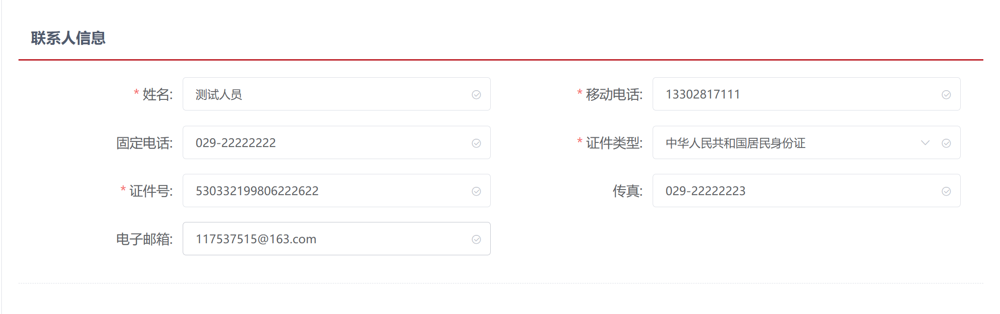 联系人信息
* 姓名: 测试人员 * 移动电话: 13302817111
固定电话: 029-22222222 * 证件类型: 中华人民共和国居民身份证
* 证件号: 530332199806222622 传真: 029-22222223
电子邮箱: 117537515@163.com